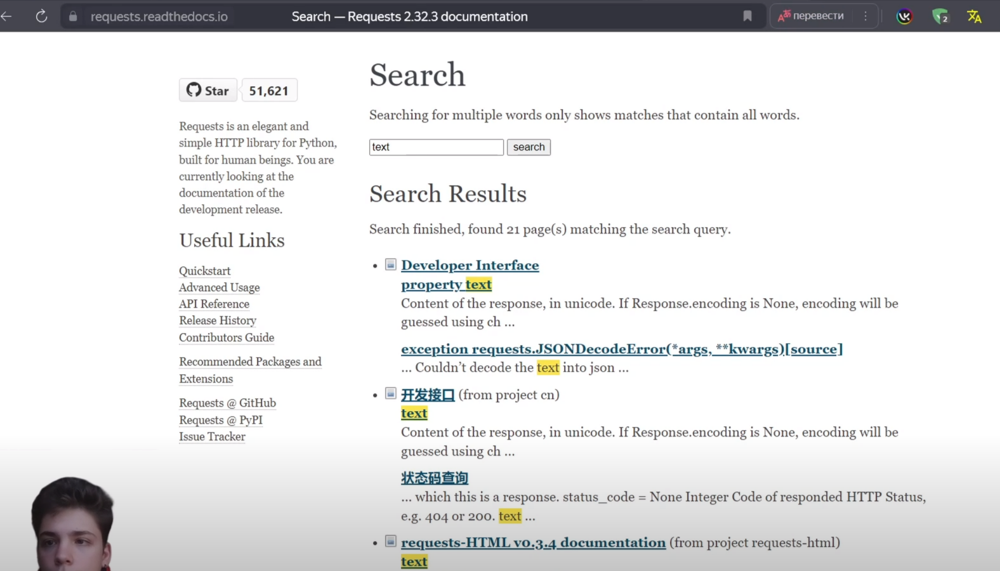 requests.readthedocs.io
Search — Requests 2.32.3 documentation
перевести
2
Star
51,621
Requests is an elegant and
simple HTTP library for Python,
built for human beings. You are
currently looking at the
documentation of the
development release.
Useful Links
Quickstart
Advanced Usage
API Reference
Release History
Contributors Guide
Recommended Packages and
Extensions
Requests @ GitHub
Requests @ PyPI
Issue Tracker
Search
Searching for multiple words only shows matches that contain all words.
text
search
Search Results
Search finished, found 21 page(s) matching the search query.
Developer Interface
property text
Content of the response, in unicode. If Response.encoding is None, encoding will be
guessed using ch ...
exception requests.JSONDecodeError(*args, **kwargs)[source]
... Couldn’t decode the text into json ...
开发接口 (from project cn)
text
Content of the response, in unicode. If Response.encoding is None, encoding will be
guessed using ch ...
状态码查询
... which this is a response. status_code = None Integer Code of responded HTTP Status,
e.g. 404 or 200. text ...
requests-HTML v0.3.4 documentation (from project requests-html)
text